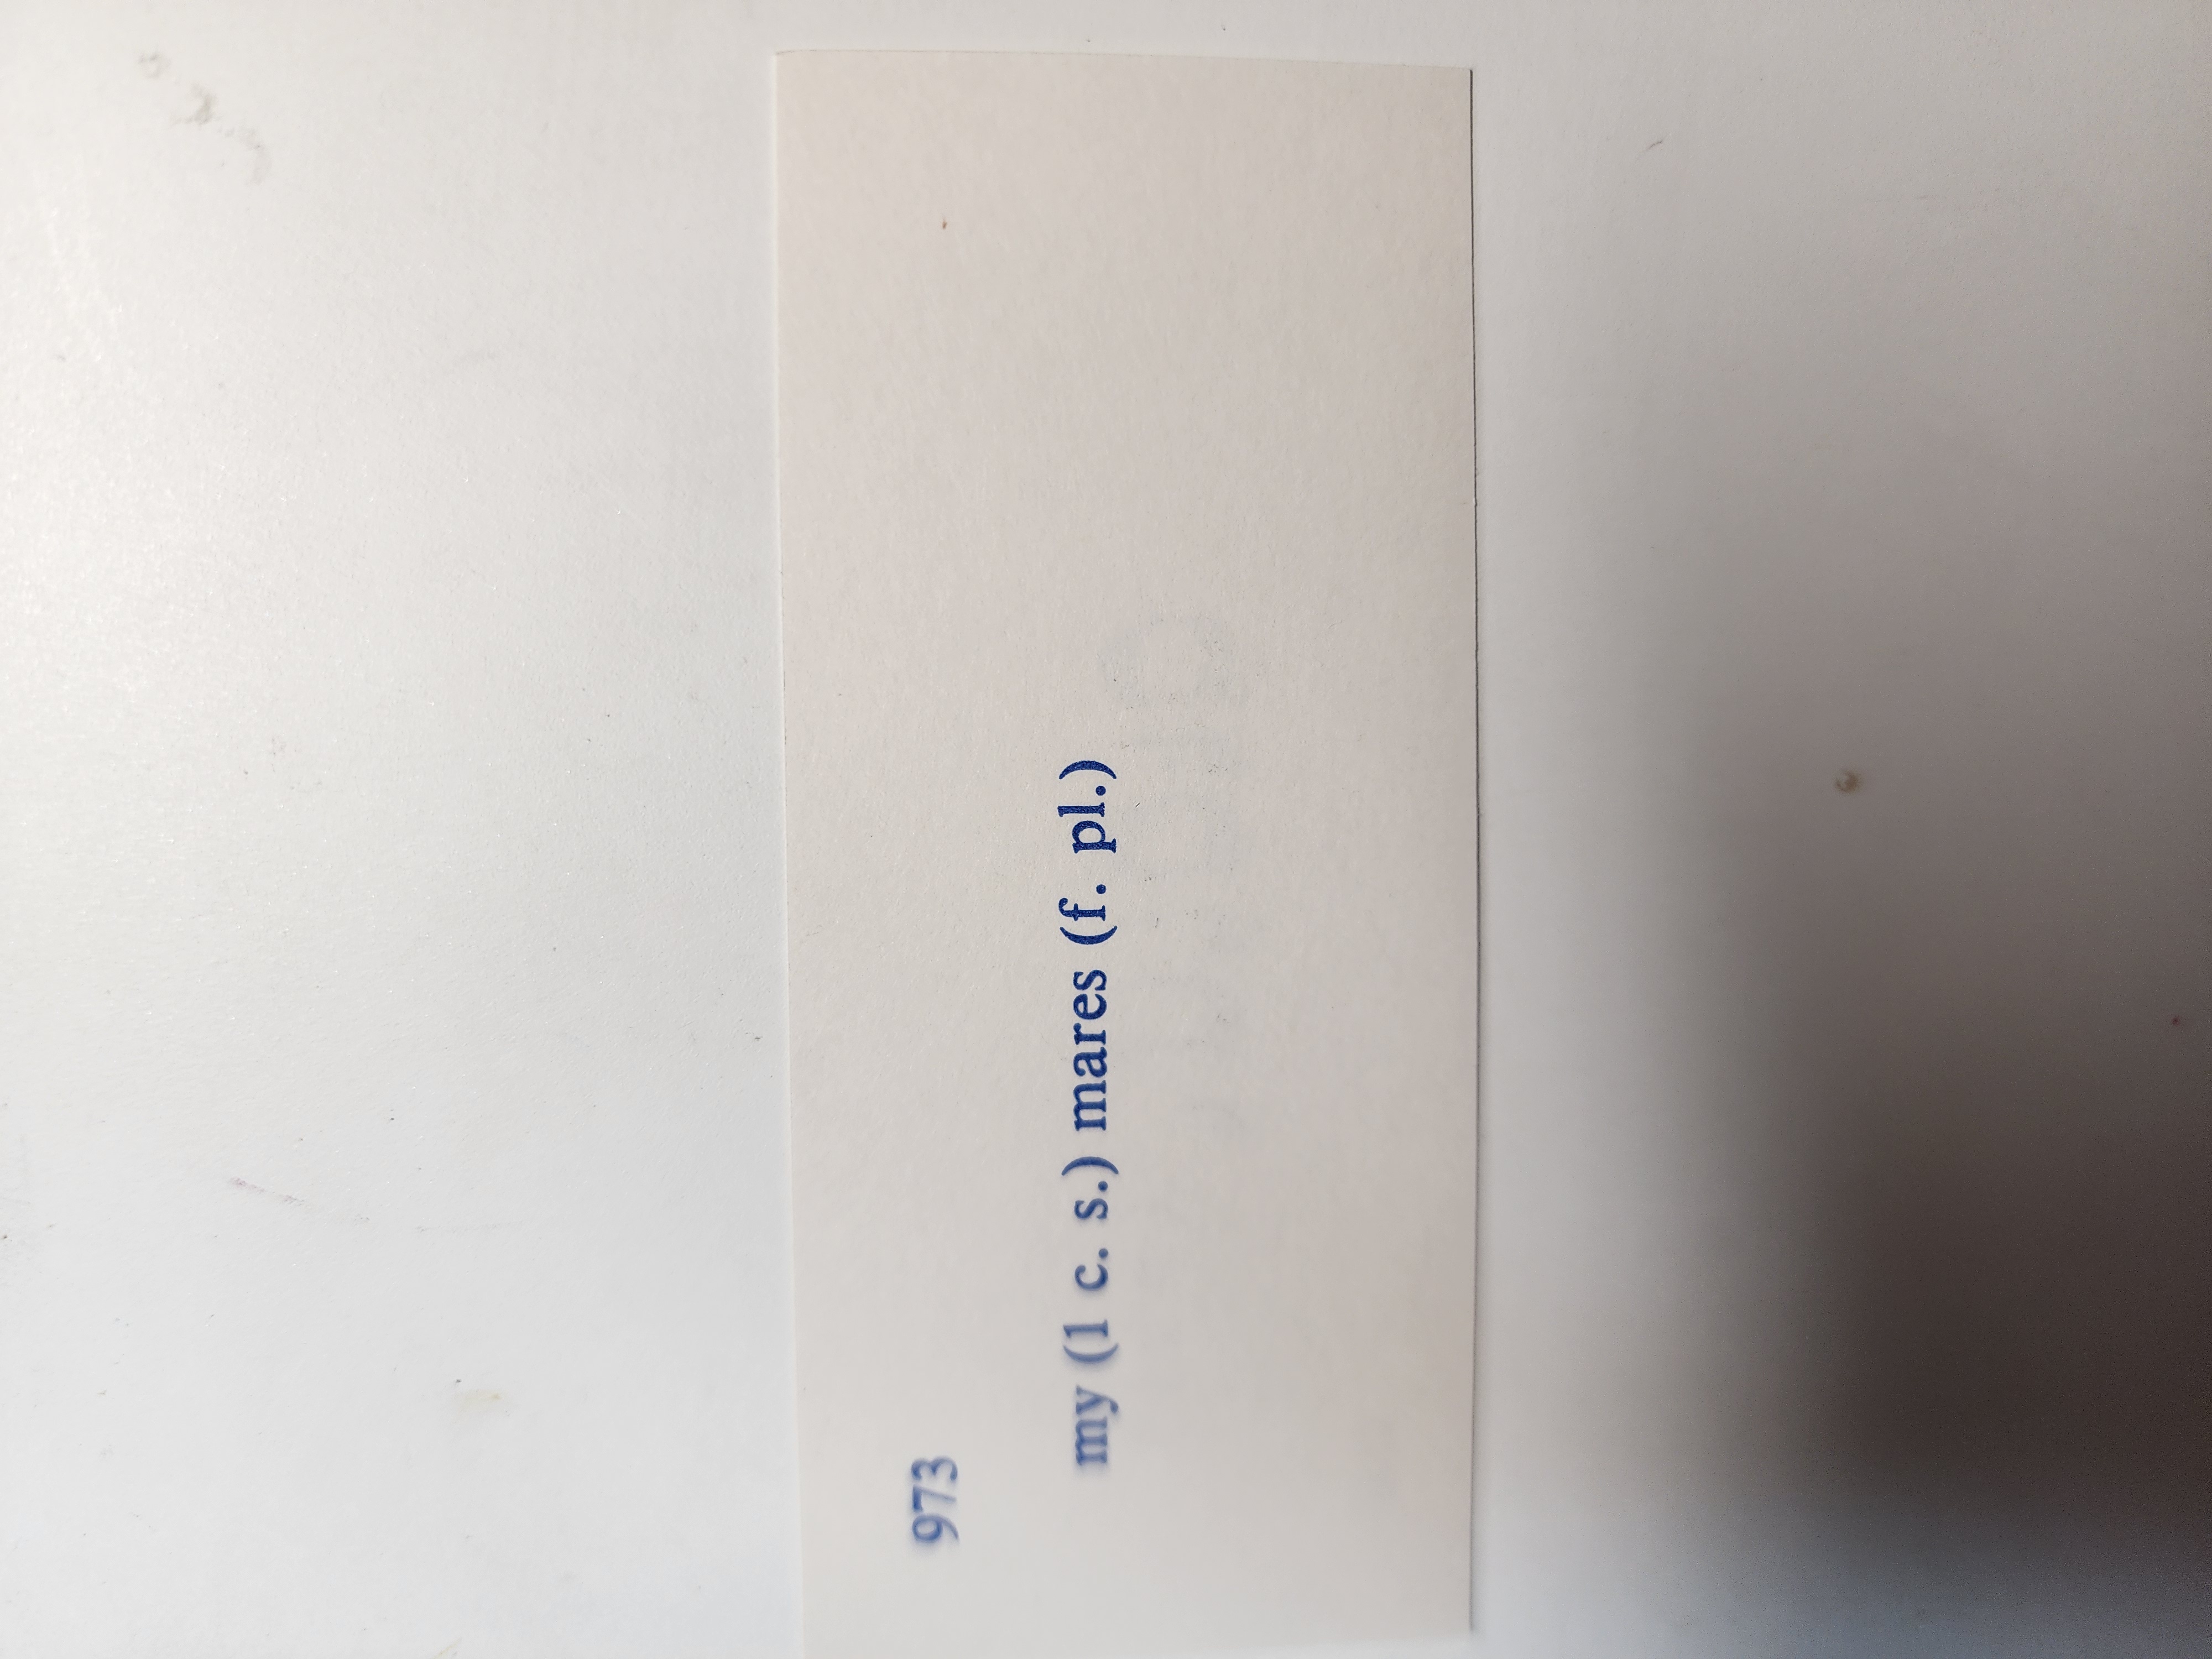 973
my (1 c. s.) mares (f. pl.)